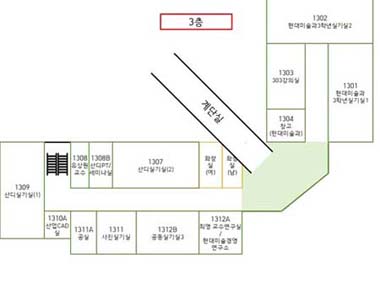 3층
1302
현대미술과3학년실기실2
1303
303강의실
1301
현대미술과
3학년실기실1
1304
창고
(현대미술과)
계단실
1309
산디실기실(1)
1308
유상원
교수
1308B
산디PT/
세미나실
1307
산디실기실(2)
화장
실
(여)
화장
실
(남)
1310A
산업CAD
실
1311A
공실
1311
사진실기실
1312B
공동실기실3
1312A
최영 교수연구실
/
현대미술경영
연구소